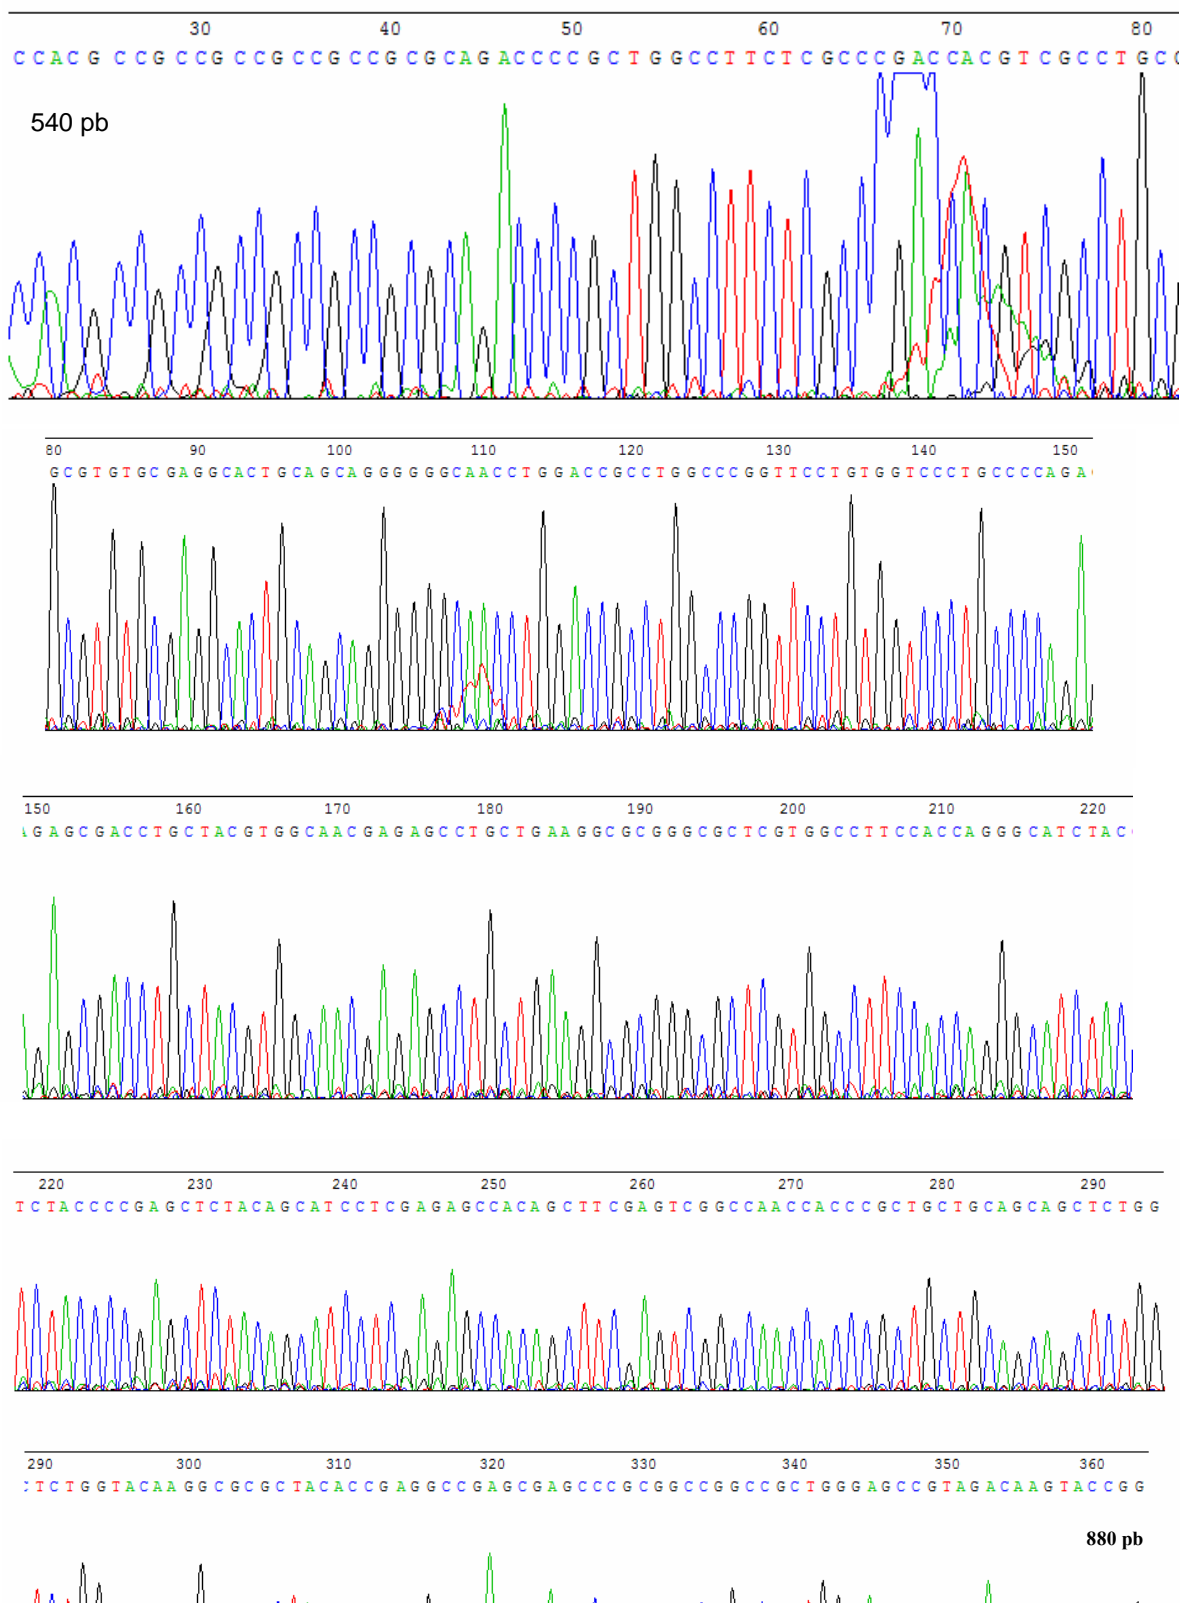 30 40 50 60 70 80
CCACGCCGCCGCCGCCGCCGCGCAGACCCCGCTGGCCTTCTCGCCCGACCACGTCGCCTGCC
540 pb
80 90 100 110 120 130 140 150
GCGTGTGCGAGGCACTGCAGCAGGGGGGCAACCTGGACCGCCTGGCCCGGTTCCTGTGGTCCCTGCCCCAGA
150 160 170 180 190 200 210 220
AGAGCGACCTGCTACGTGGCAACGAGAGCCTGCTGAAGGCGCGGGCGCTCGTGGCCTTCCACCAGGGCATCTAC
220 230 240 250 260 270 280 290
TCTACCCCGAGCTCTACAGCATCCTCGAGAGCCACAGCTTCGAGTCGGCCAACCACCCGCTGCTGCAGCAGCTCTGG
290 300 310 320 330 340 350 360
TCTGGTACAAGGCGCGCTACACCGAGGCCGAGCGAGCCCGCGGCCGGCCGCTGGGAGCCGTAGACAAGTACCGG
880 pb